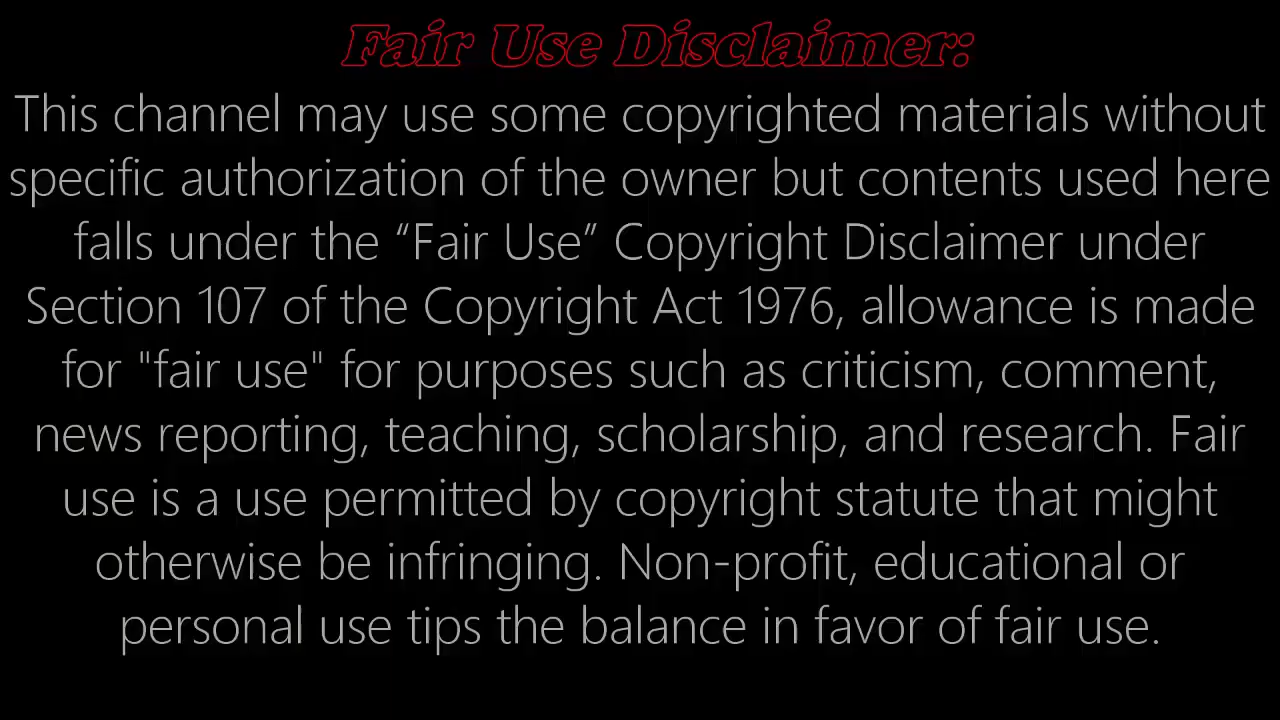 Fair Use Disclaimer:
This channel may use some copyrighted materials without
specific authorization of the owner but contents used here
falls under the “Fair Use” Copyright Disclaimer under
Section 107 of the Copyright Act 1976, allowance is made
for "fair use" for purposes such as criticism, comment,
news reporting, teaching, scholarship, and research. Fair
use is a use permitted by copyright statute that might
otherwise be infringing. Non-profit, educational or
personal use tips the balance in favor of fair use.